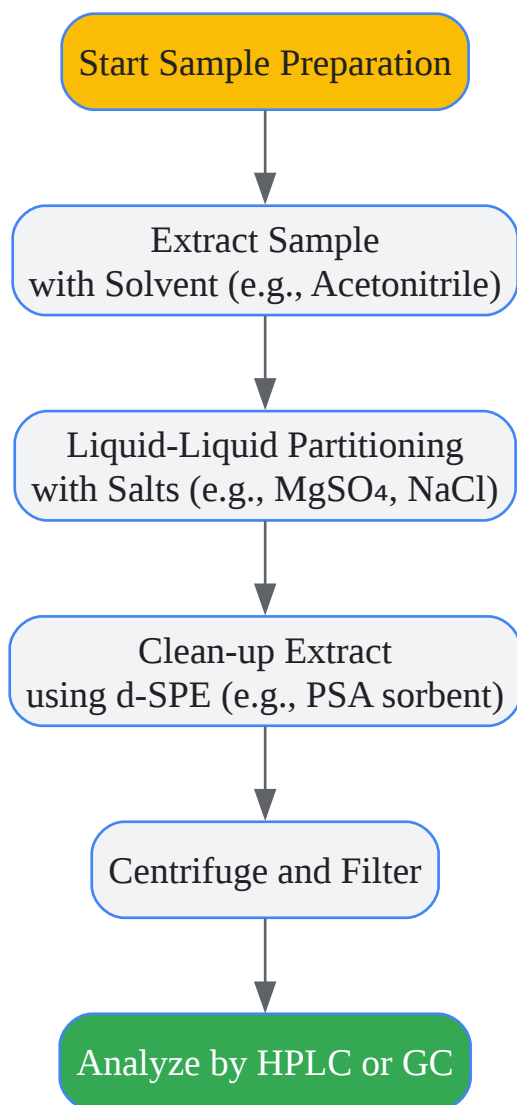 Start Sample Preparation
Extract Sample
with Solvent (e.g., Acetonitrile)
Liquid-Liquid Partitioning
with Salts (e.g., MgSO₄, NaCl)
Clean-up Extract
using d-SPE (e.g., PSA sorbent)
Centrifuge and Filter
Analyze by HPLC or GC